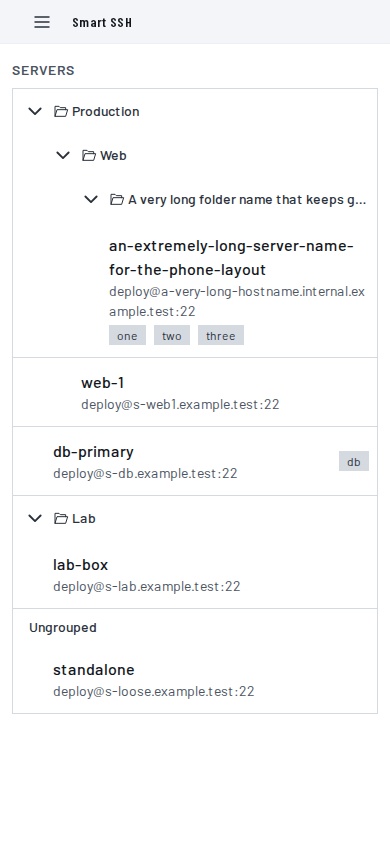 Smart SSH
SERVERS
Production
Web
A very long folder name that keeps g...
an-extremely-long-server-name-
for-the-phone-layout
deploy@a-very-long-hostname.internal.ex
ample.test:22
one two three
web-1
deploy@s-web1.example.test:22
db-primary
deploy@s-db.example.test:22
db
Lab
lab-box
deploy@s-lab.example.test:22
Ungrouped
standalone
deploy@s-loose.example.test:22